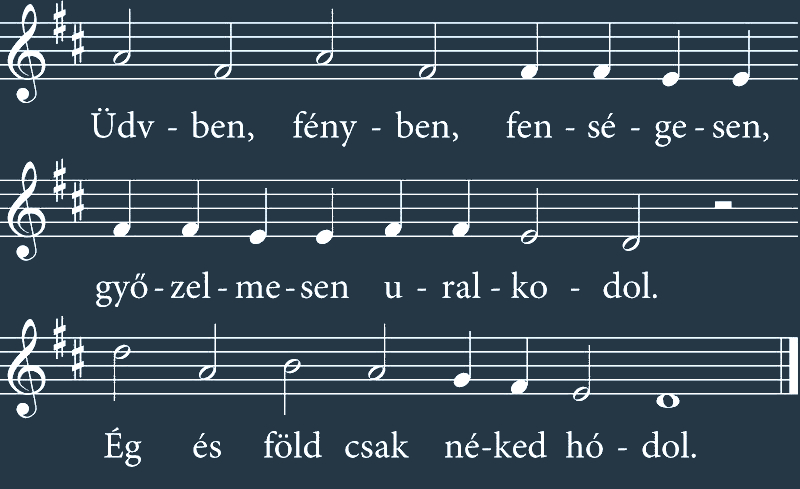 Üdv - ben, fény - ben, fen - sé - ge - sen,
győ - zel - me - sen u - ral - ko - dol.
Ég és föld csak né-ked hó - dol.